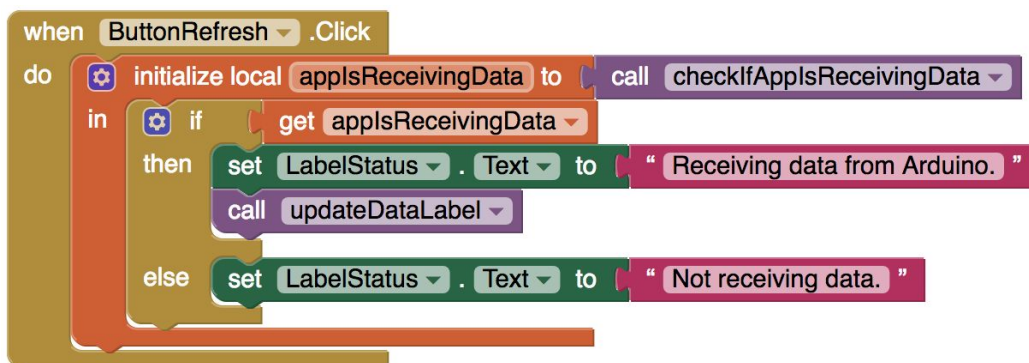 when ButtonRefresh .Click
do initialize local appIsReceivingData to call checkIfAppIsReceivingData
in if get appIsReceivingData
then set LabelStatus . Text to “ Receiving data from Arduino. ”
call updateDataLabel
else set LabelStatus . Text to “ Not receiving data. ”